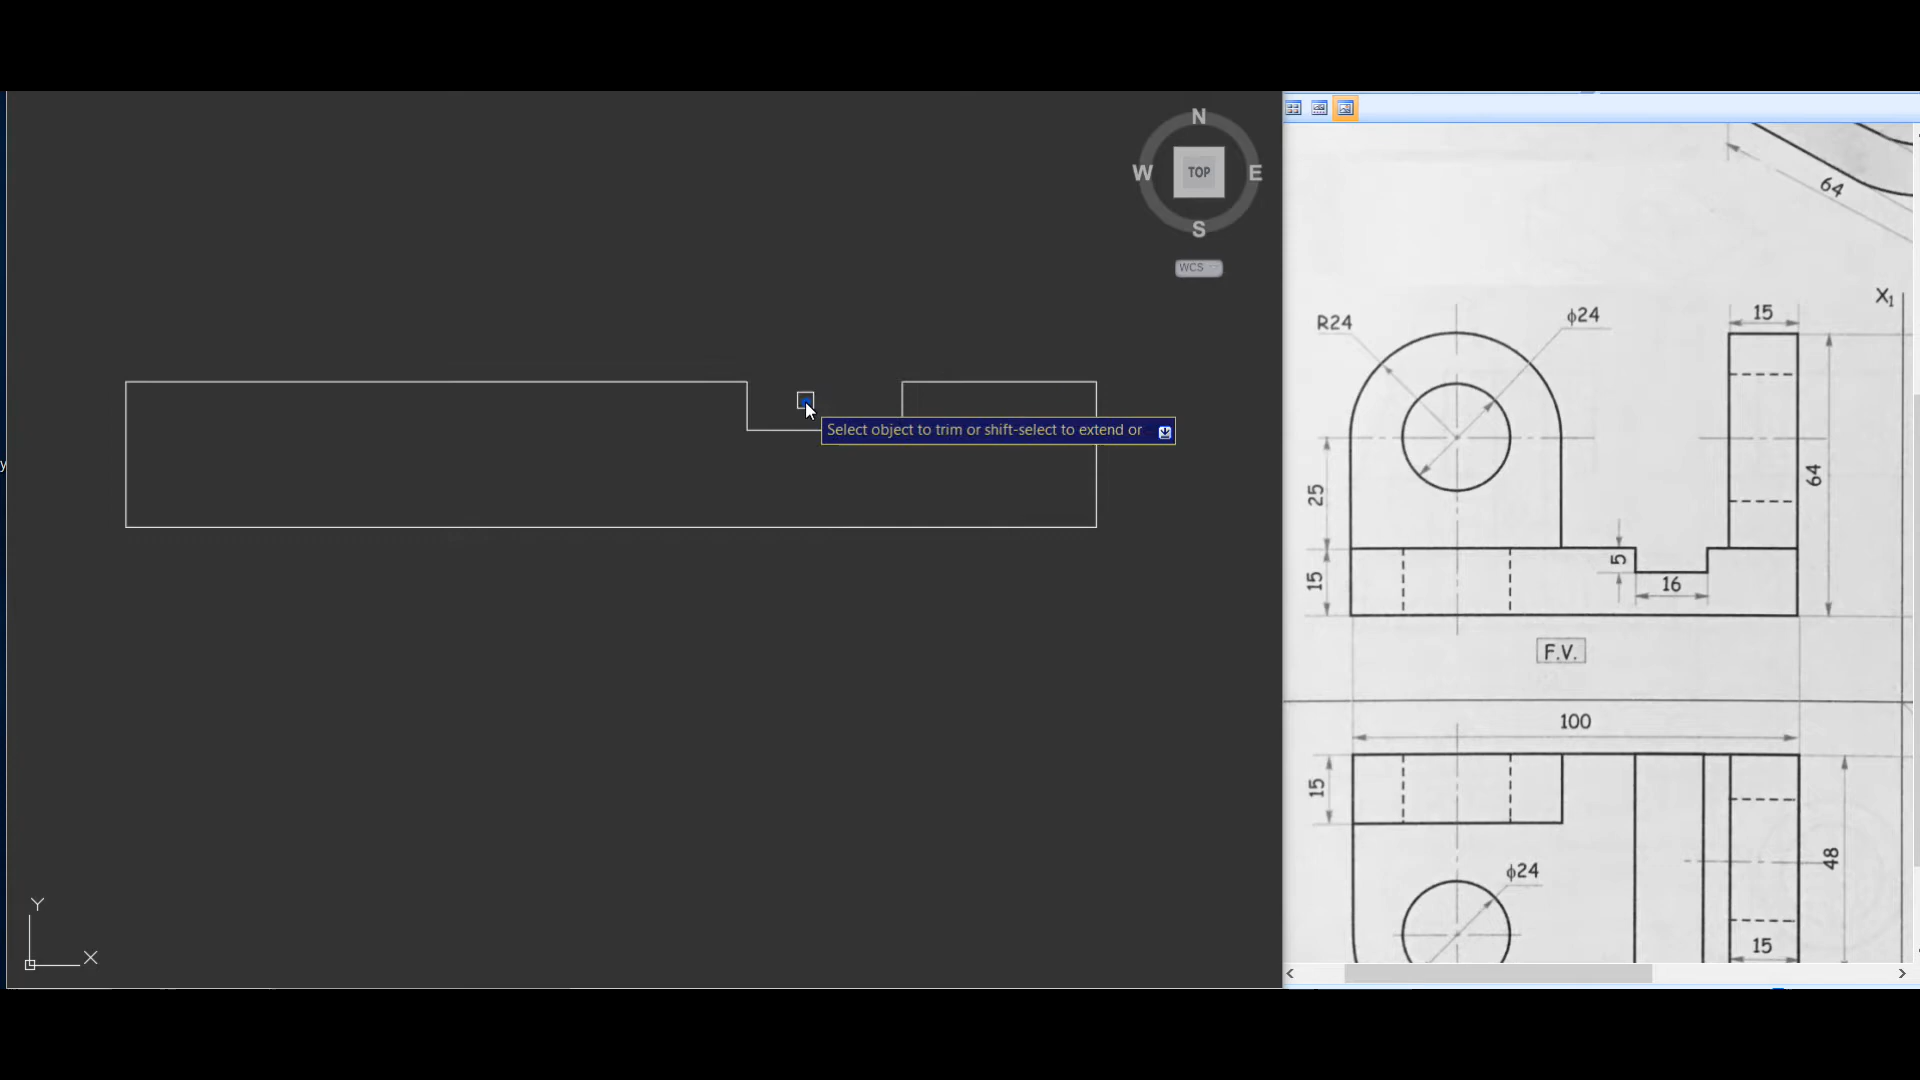 N
W TOP E
S
WCS
Select object to trim or shift-select to extend or
y
Y
X
64
X₁
R24
ϕ24
15
25
64
5
15
16
F.V.
100
15
48
ϕ24
15